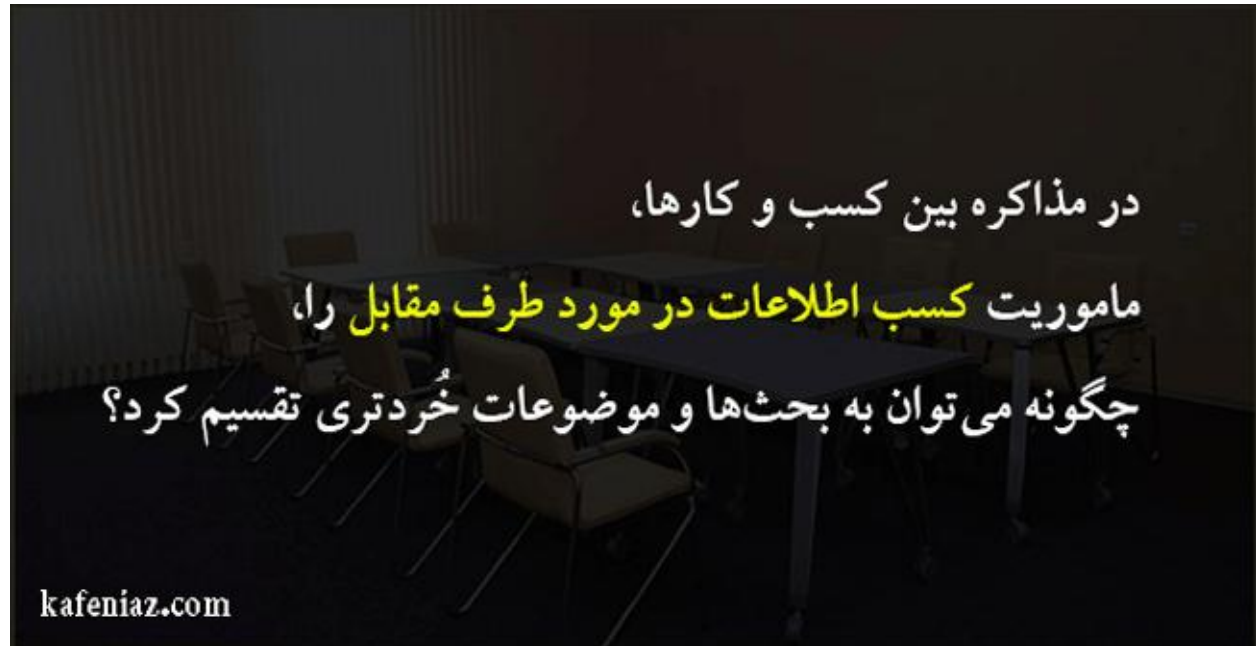 در مذاکره بین کسب و کارها،
ماموریت کسب اطلاعات در مورد طرف مقابل را،
چگونه می‌توان به بحث‌ها و موضوعات خُردتری تقسیم کرد؟
kafeniaz.com